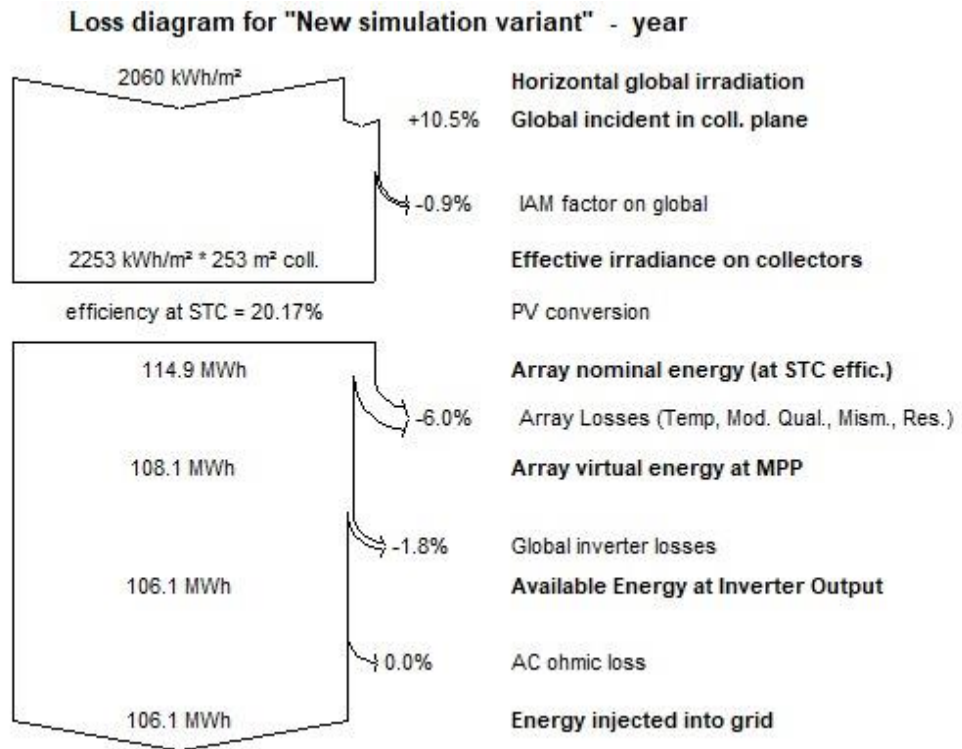 Loss diagram for "New simulation variant" - year
2060 kWh/m² Horizontal global irradiation
+10.5% Global incident in coll. plane
-0.9% IAM factor on global
2253 kWh/m² * 253 m² coll. Effective irradiance on collectors
efficiency at STC = 20.17% PV conversion
114.9 MWh Array nominal energy (at STC effic.)
-6.0% Array Losses (Temp, Mod. Qual., Mism., Res.)
108.1 MWh Array virtual energy at MPP
-1.8% Global inverter losses
106.1 MWh Available Energy at Inverter Output
0.0% AC ohmic loss
106.1 MWh Energy injected into grid